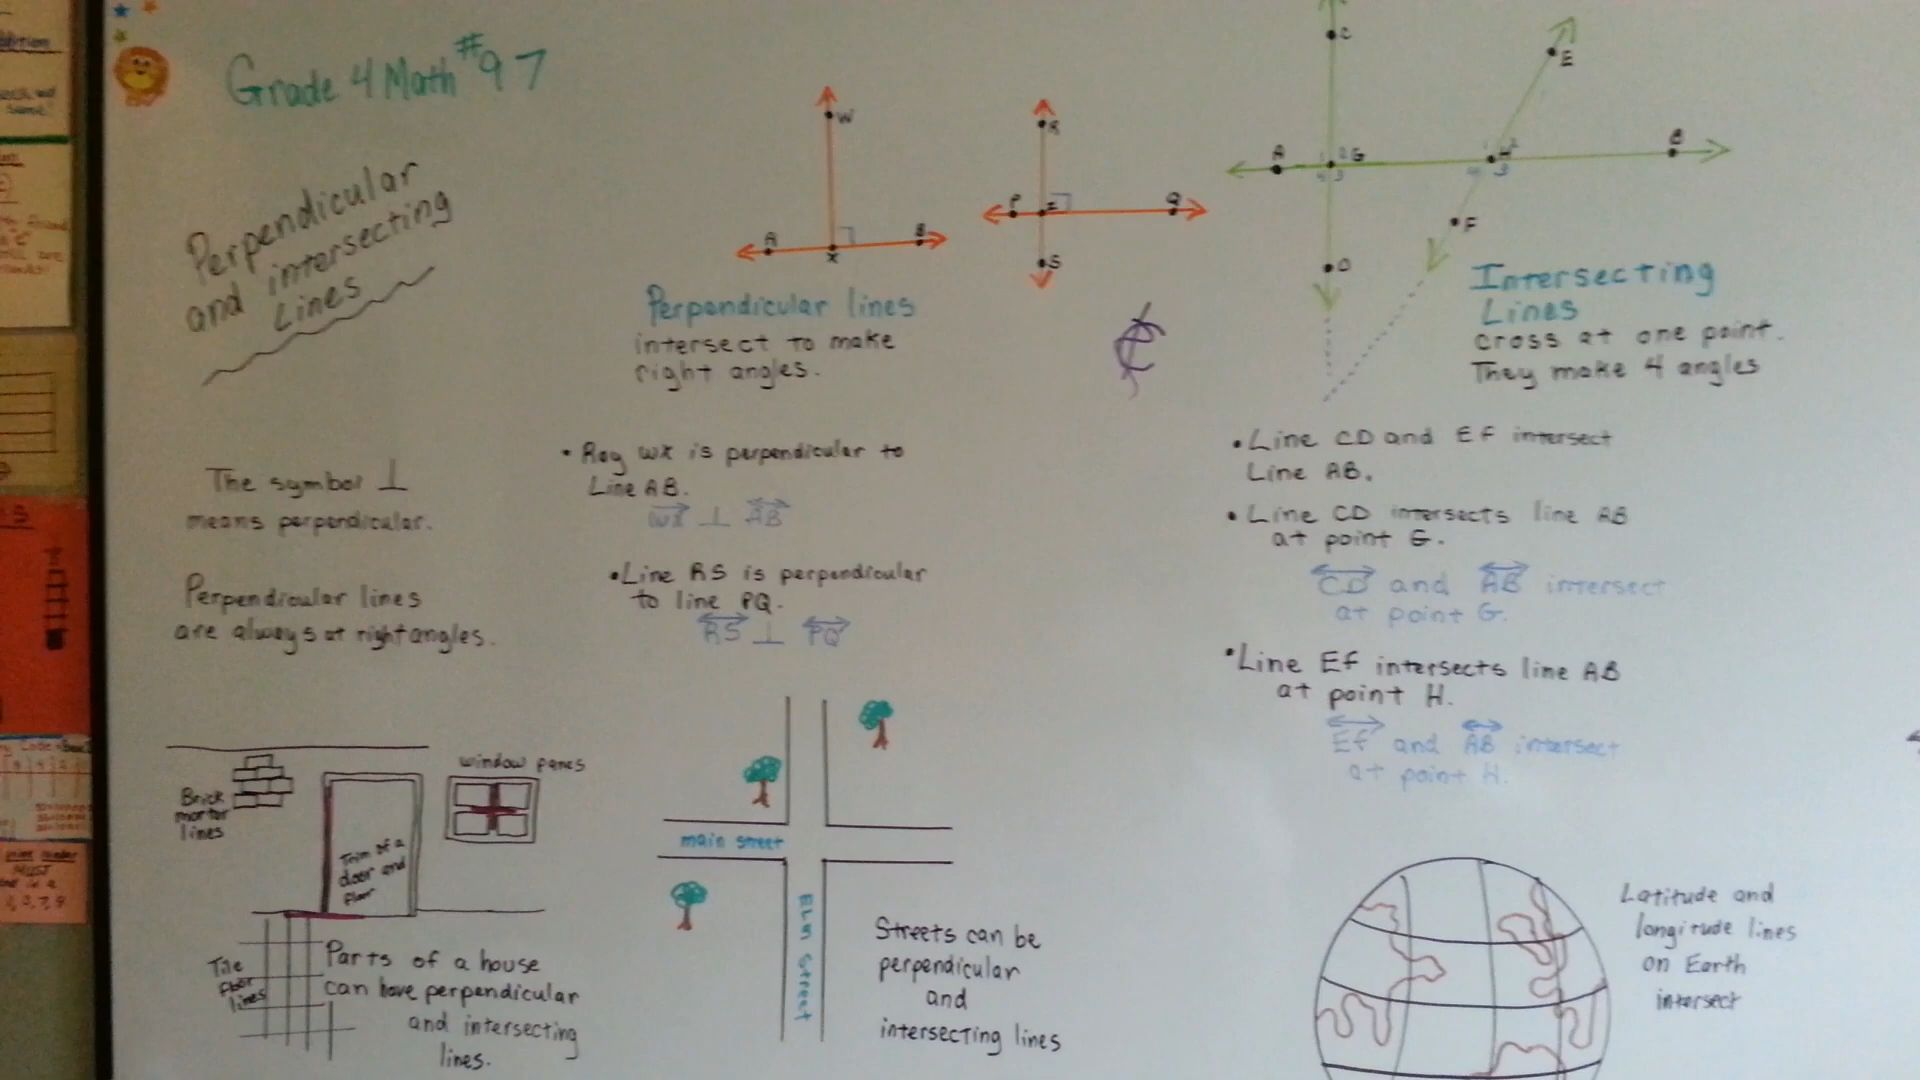 Grade 4 Math #97
Perpendicular
and intersecting
Lines
W
A
B
X
R
P
Q
S
C
E
A
G
H
B
F
D
Perpendicular lines
intersect to make
right angles.
Intersecting
Lines
cross at one point.
They make 4 angles
The symbol ⊥
means perpendicular.
Perpendicular lines
are always at right angles.
• Ray WX is perpendicular to
Line AB.
WX ⊥ AB
• Line RS is perpendicular
to line PQ.
RS ⊥ PQ
• Line CD and EF intersect
Line AB.
• Line CD intersects line AB
at point G.
CD and AB intersect
at point G.
• Line EF intersects line AB
at point H.
EF and AB intersect
at point H.
Brick
mortar
lines
window panes
Trim of a
door and
floor
Tile
floor
lines
Parts of a house
can have perpendicular
and intersecting
lines.
main street
Elm Street
Streets can be
perpendicular
and
intersecting lines
Latitude and
longitude lines
on Earth
intersect